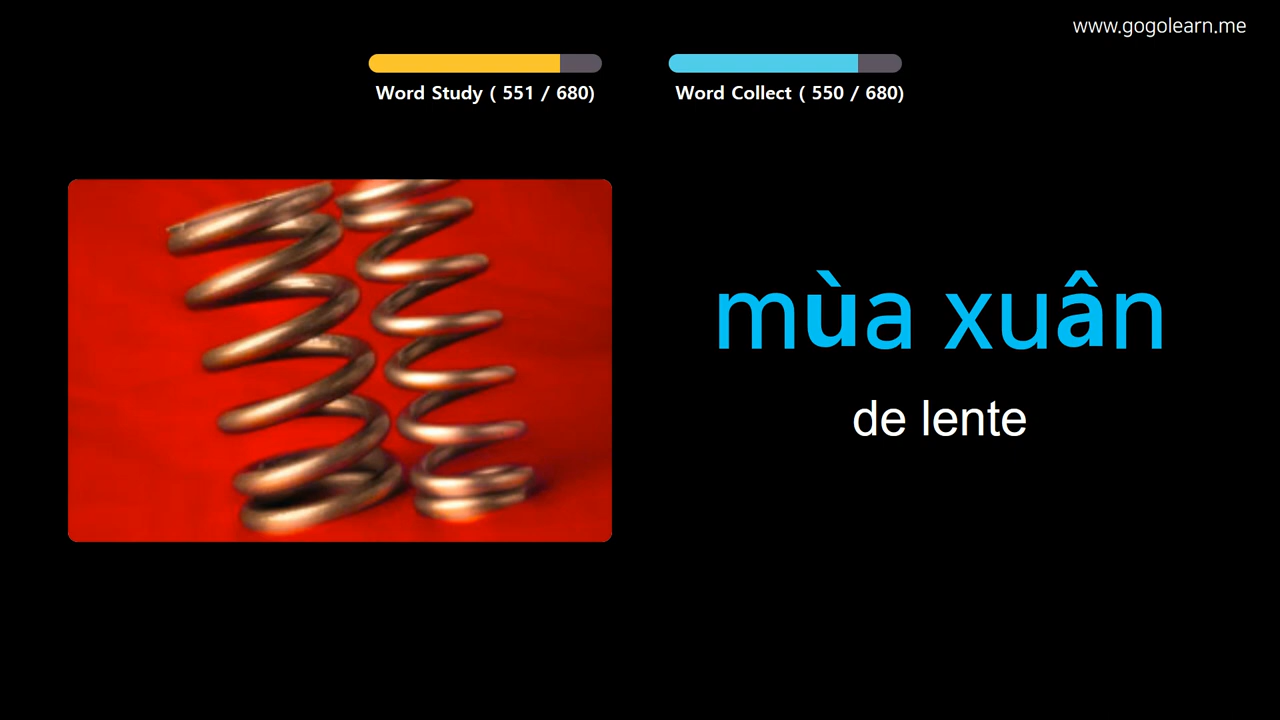 www.gogolearn.me
Word Study ( 551 / 680)
Word Collect ( 550 / 680)
mùa xuân
de lente